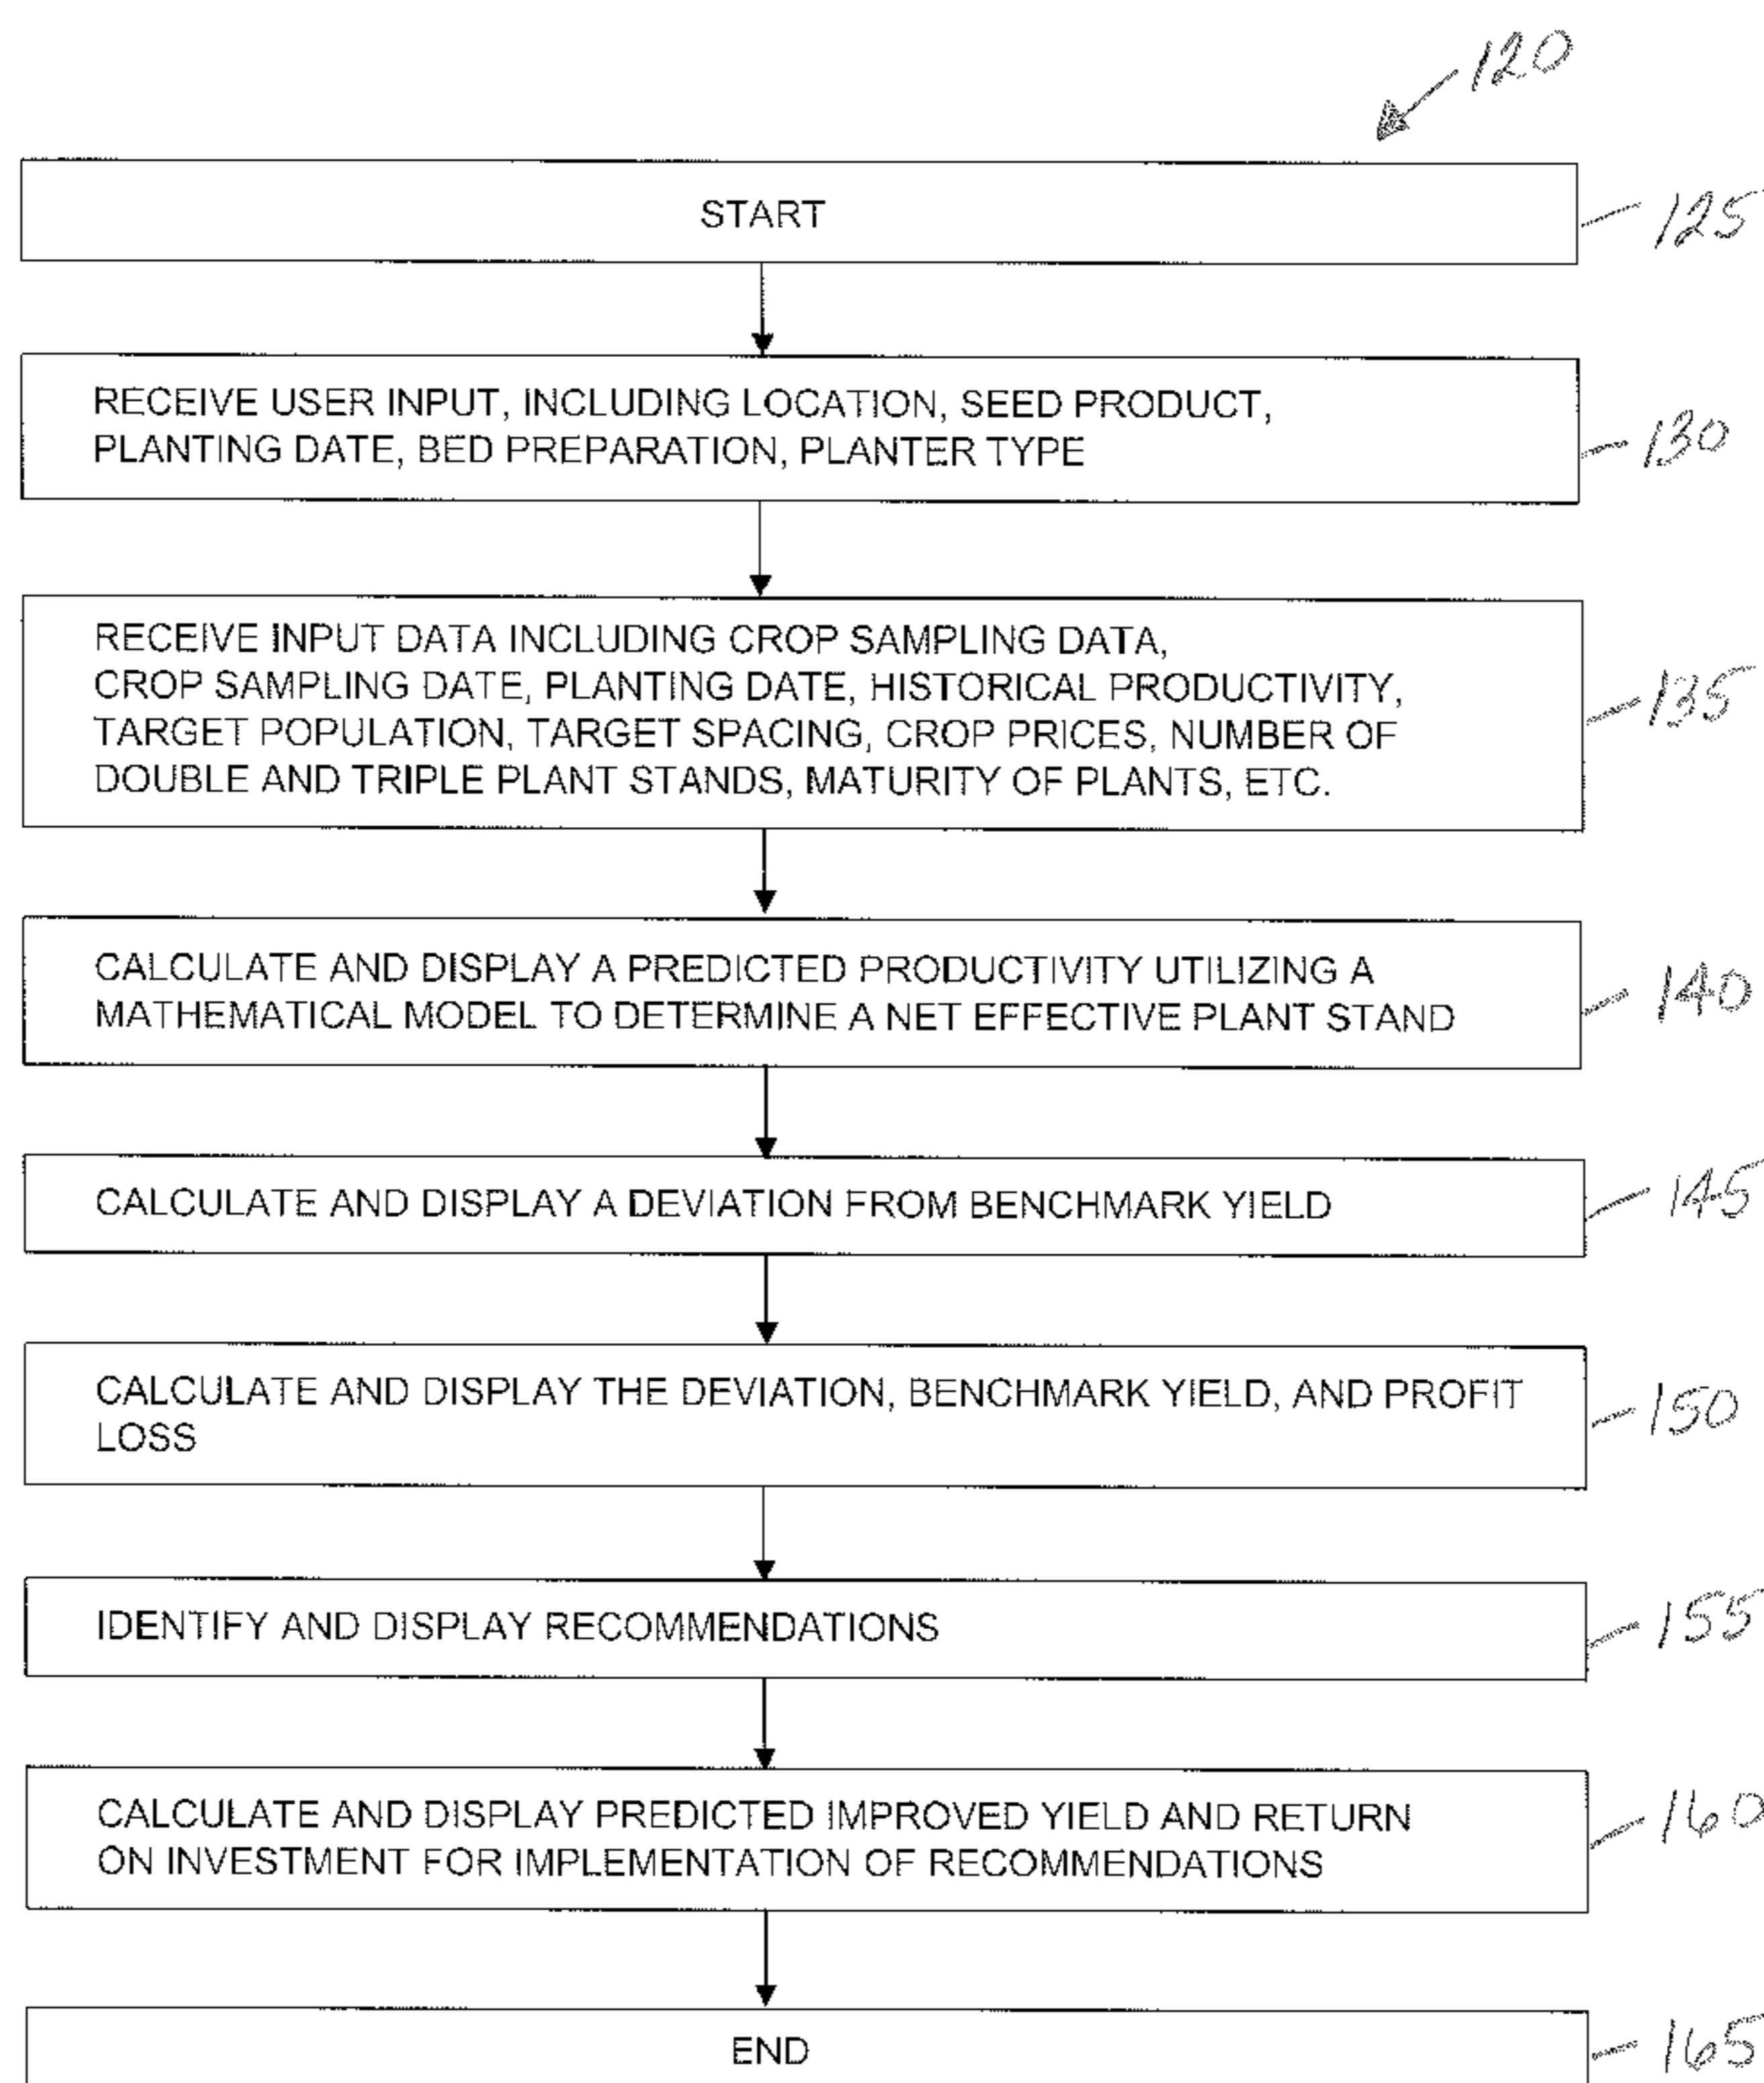 120
START
125
RECEIVE USER INPUT, INCLUDING LOCATION, SEED PRODUCT,
PLANTING DATE, BED PREPARATION, PLANTER TYPE
130
RECEIVE INPUT DATA INCLUDING CROP SAMPLING DATA,
CROP SAMPLING DATE, PLANTING DATE, HISTORICAL PRODUCTIVITY,
TARGET POPULATION, TARGET SPACING, CROP PRICES, NUMBER OF
DOUBLE AND TRIPLE PLANT STANDS, MATURITY OF PLANTS, ETC.
135
CALCULATE AND DISPLAY A PREDICTED PRODUCTIVITY UTILIZING A
MATHEMATICAL MODEL TO DETERMINE A NET EFFECTIVE PLANT STAND
140
CALCULATE AND DISPLAY A DEVIATION FROM BENCHMARK YIELD
145
CALCULATE AND DISPLAY THE DEVIATION, BENCHMARK YIELD, AND PROFIT
LOSS
150
IDENTIFY AND DISPLAY RECOMMENDATIONS
155
CALCULATE AND DISPLAY PREDICTED IMPROVED YIELD AND RETURN
ON INVESTMENT FOR IMPLEMENTATION OF RECOMMENDATIONS
160
END
165